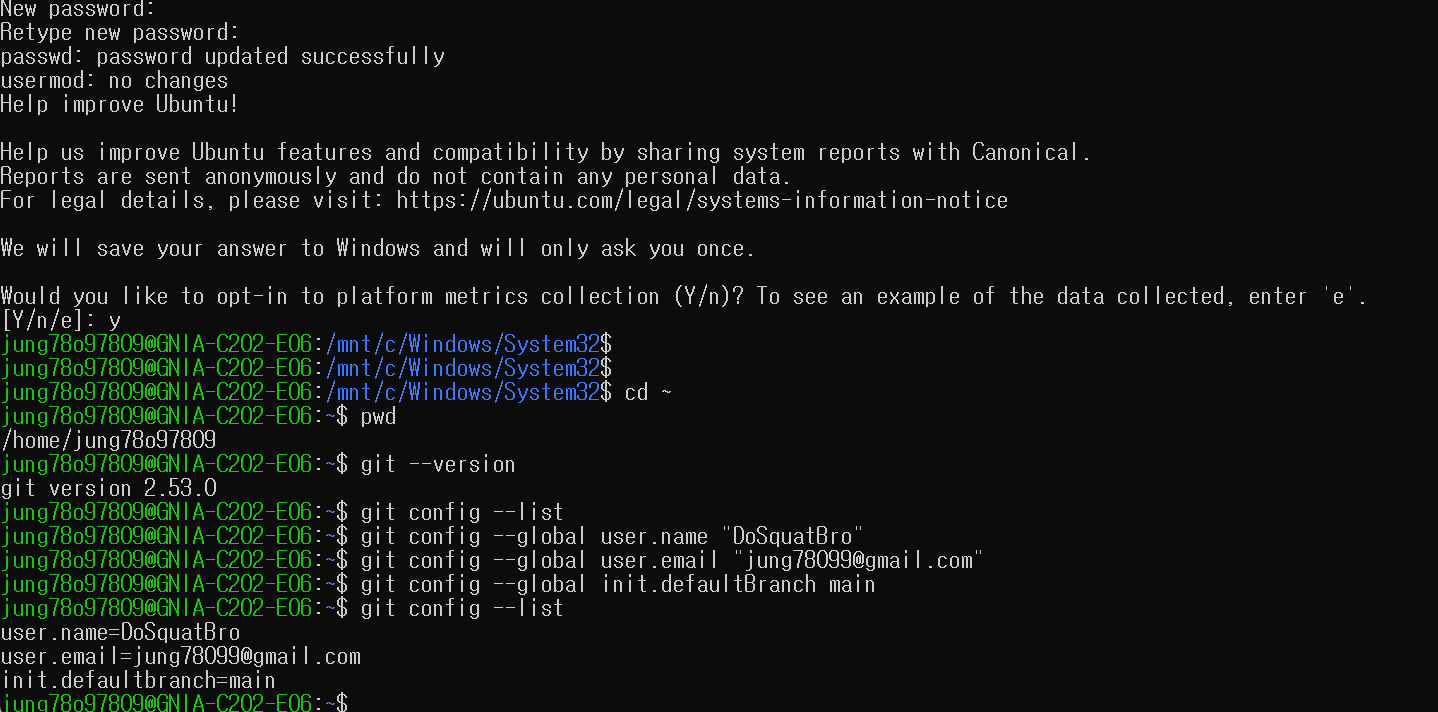 New password:
Retype new password:
passwd: password updated successfully
usermod: no changes
Help improve Ubuntu!
Help us improve Ubuntu features and compatibility by sharing system reports with Canonical.
Reports are sent anonymously and do not contain any personal data.
For legal details, please visit: https://ubuntu.com/legal/systems-information-notice
We will save your answer to Windows and will only ask you once.
Would you like to opt-in to platform metrics collection (Y/n)? To see an example of the data collected, enter 'e'.
[Y/n/e]: y
jung78o97809@GNIA-C202-E06:/mnt/c/Windows/System32$
jung78o97809@GNIA-C202-E06:/mnt/c/Windows/System32$
jung78o97809@GNIA-C202-E06:/mnt/c/Windows/System32$ cd ~
jung78o97809@GNIA-C202-E06:~$ pwd
/home/jung78o97809
jung78o97809@GNIA-C202-E06:~$ git --version
git version 2.53.0
jung78o97809@GNIA-C202-E06:~$ git config --list
jung78o97809@GNIA-C202-E06:~$ git config --global user.name "DoSquatBro"
jung78o97809@GNIA-C202-E06:~$ git config --global user.email "jung78099@gmail.com"
jung78o97809@GNIA-C202-E06:~$ git config --global init.defaultBranch main
jung78o97809@GNIA-C202-E06:~$ git config --list
user.name=DoSquatBro
user.email=jung78099@gmail.com
init.defaultbranch=main
jung78o97809@GNIA-C202-E06:~$